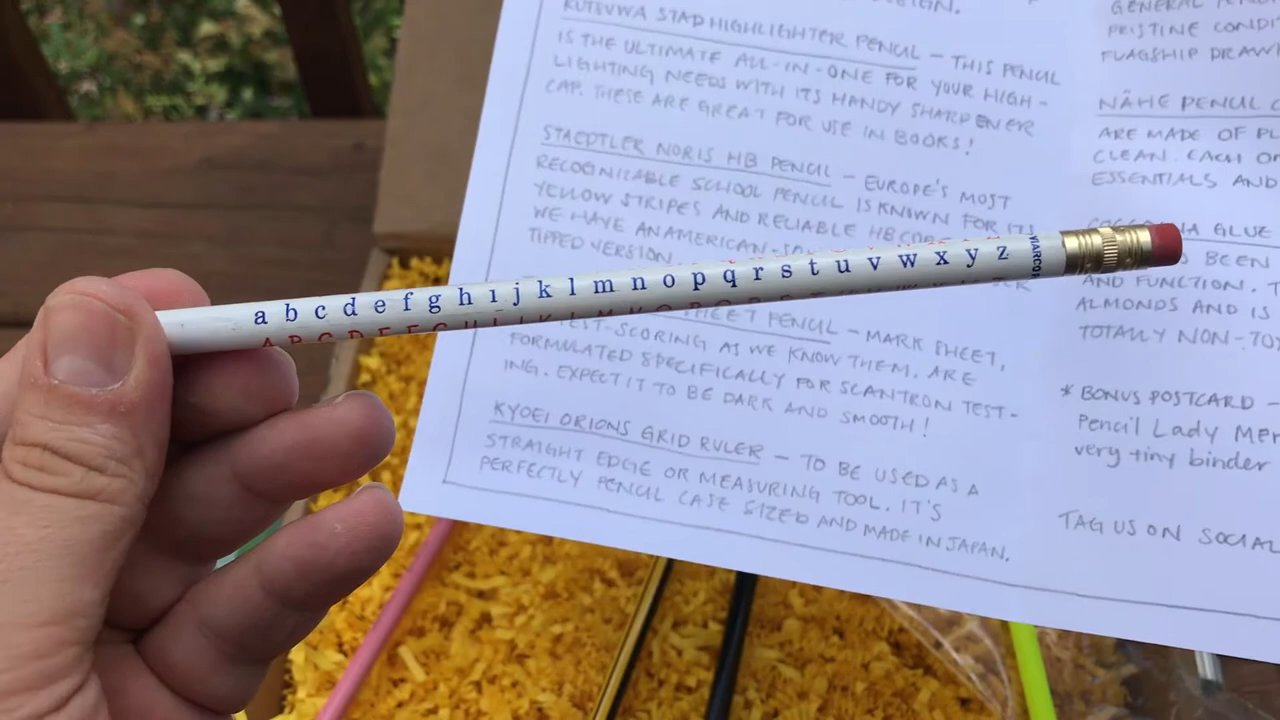 KUTSUWA STAD HIGHLIGHTER PENCIL – THIS PENCIL
IS THE ULTIMATE ALL-IN-ONE FOR YOUR HIGH-
LIGHTING NEEDS WITH ITS HANDY SHARPENER
CAP. THESE ARE GREAT FOR USE IN BOOKS!
STAEDTLER NORIS HB PENCIL – EUROPE'S MOST
RECOGNIZABLE SCHOOL PENCIL IS KNOWN FOR ITS
YELLOW STRIPES AND RELIABLE HB CORE.
WE HAVE AN AMERICAN-
TIPPED VERSION.
a b c d e f g h i j k l m n o p q r s t u v w x y z VIARCO
A B C D E F G H I J K L M N O P Q R S T
SHEET PENCIL – MARK SHEET,
TEST-SCORING AS WE KNOW THEM, ARE
FORMULATED SPECIFICALLY FOR SCANTRON TEST-
ING. EXPECT IT TO BE DARK AND SMOOTH!
KYOEI ORIONS GRID RULER – TO BE USED AS A
STRAIGHT EDGE OR MEASURING TOOL. IT'S
PERFECTLY PENCIL CASE SIZED AND MADE IN JAPAN.
GENERAL
PRISTINE
FLAGSHIP
NÄHE PENCIL
ARE MADE OF
CLEAN. EACH
ESSENTIALS AND
GLUE
BEEN
AND FUNCTION.
ALMONDS AND IS
TOTALLY NON-
* BONUS POSTCARD –
Pencil Lady
very tiny binder
TAG US ON SOCIAL